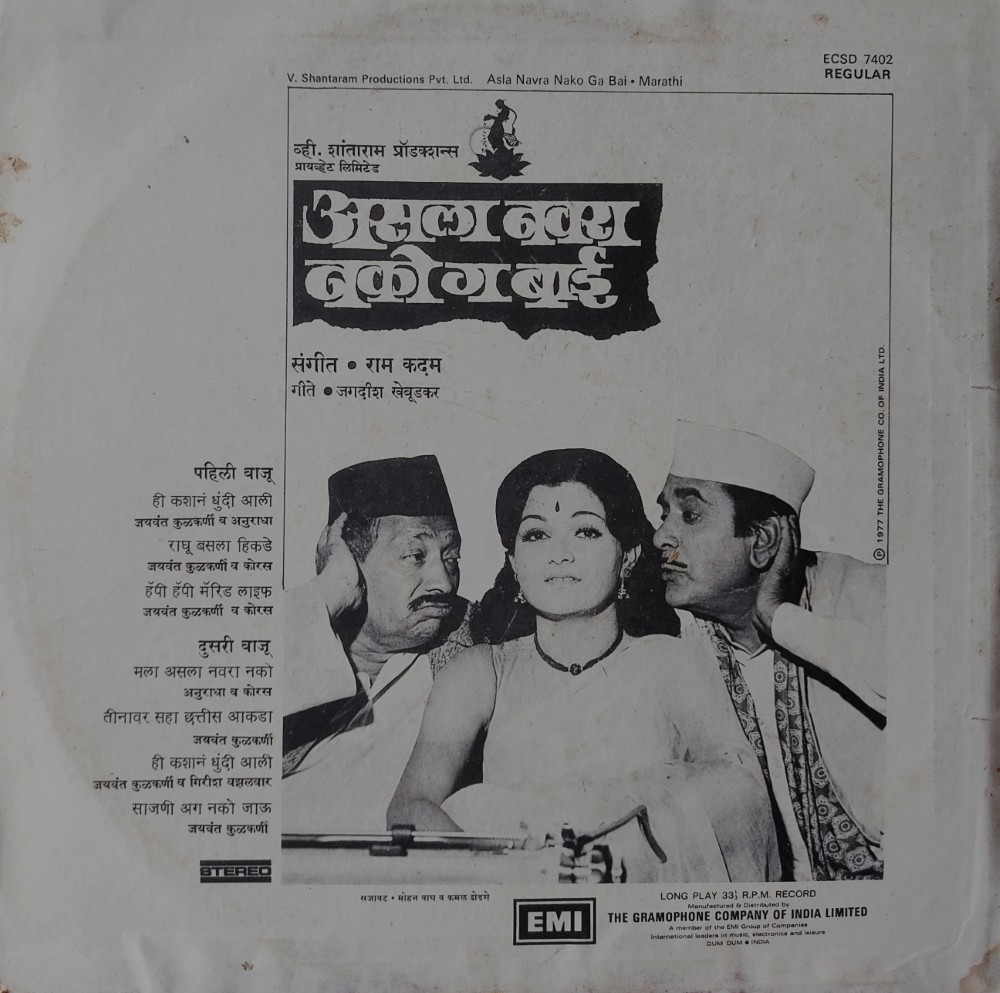 ECSD 7402
REGULAR
V. Shantaram Productions Pvt. Ltd. Asla Navra Nako Ga Bai • Marathi
व्ही. शांताराम प्रॉडक्शन्स
प्रायव्हेट लिमिटेड
असला नवरा
नको ग बाई
संगीत • राम कदम
गीते • जगदीश खेबूडकर
पहिली बाजू
ही कशानं धुंदी आली
जयवंत कुळकर्णी व अनुराधा
राघू बसला हिकडे
जयवंत कुळकर्णी व कोरस
हॅपी हॅपी मॅरिड लाइफ
जयवंत कुळकर्णी व कोरस
दुसरी बाजू
मला असला नवरा नको
अनुराधा व कोरस
तीनावर सहा छत्तीस आकडा
जयवंत कुळकर्णी
ही कशानं धुंदी आली
जयवंत कुळकर्णी व गिरीश वझलवार
साजणी अग नको जाऊ
जयवंत कुळकर्णी
STEREO
Ⓟ 1977 THE GRAMOPHONE CO. OF INDIA LTD.
सजावट • मोहन वाघ व कमल शेडगे
EMI
LONG PLAY 33⅓ R.P.M. RECORD
Manufactured & Distributed by
THE GRAMOPHONE COMPANY OF INDIA LIMITED
A member of the EMI Group of Companies
International leaders in music, electronics and leisure
DUM DUM • INDIA